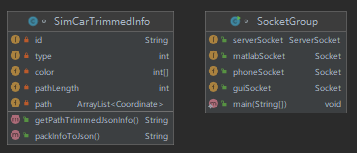 SimCarTrimmedInfo
id String
type int
color int[]
pathLength int
path ArrayList<Coordinate>
getPathTrimmedJsonInfo() String
packInfoToJson() String
SocketGroup
serverSocket ServerSocket
matlabSocket Socket
phoneSocket Socket
guiSocket Socket
main(String[]) void